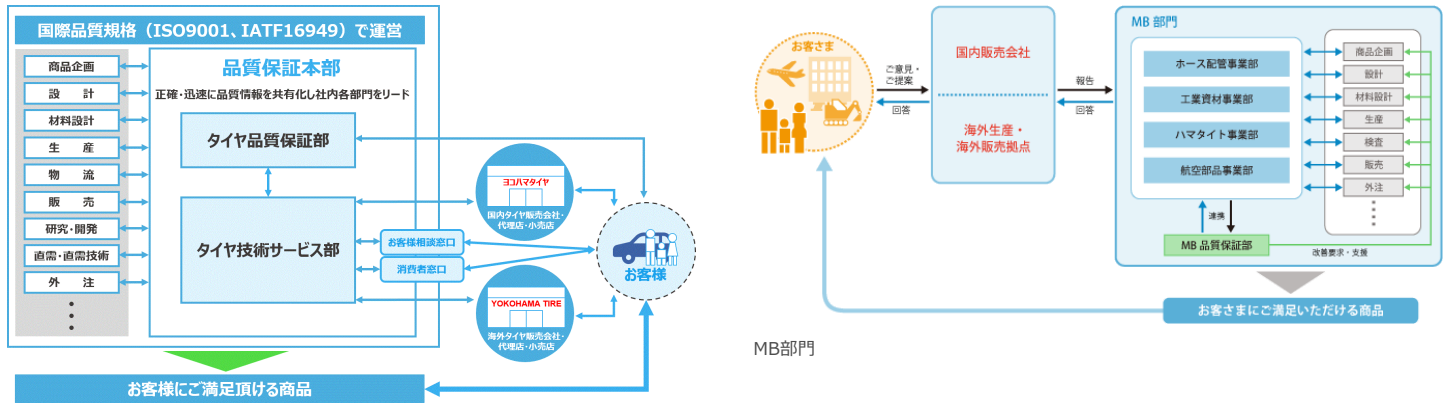 国際品質規格（ISO9001、IATF16949）で運営
商品企画
設　計
材料設計
生　産
物　流
販　売
研究・開発
直需・直需技術
外　注
品質保証本部
正確・迅速に品質情報を共有化し社内各部門をリード
タイヤ品質保証部
タイヤ技術サービス部
お客様相談窓口
消費者窓口
ヨコハマタイヤ
国内タイヤ販売会社・
代理店・小売店
YOKOHAMA TIRE
海外タイヤ販売会社・
代理店・小売店
お客様
お客様にご満足頂ける商品
お客さま
ご意見・
ご提案
回答
国内販売会社
海外生産・
海外販売拠点
報告
回答
MB 部門
ホース配管事業部
工業資材事業部
ハマタイト事業部
航空部品事業部
連携
MB 品質保証部
商品企画
設計
材料設計
生産
検査
販売
外注
改善要求・支援
お客さまにご満足いただける商品
MB部門